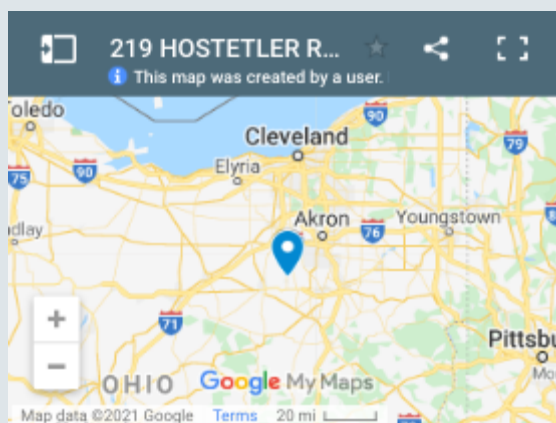 219 HOSTETLER R...
This map was created by a user.
Toledo
90
79
Cleveland
Elyria
75
90
dlay
Akron
76
Youngstown
71
Pittsbu
OHIO
Google My Maps
Map data ©2021 Google Terms 20 mi